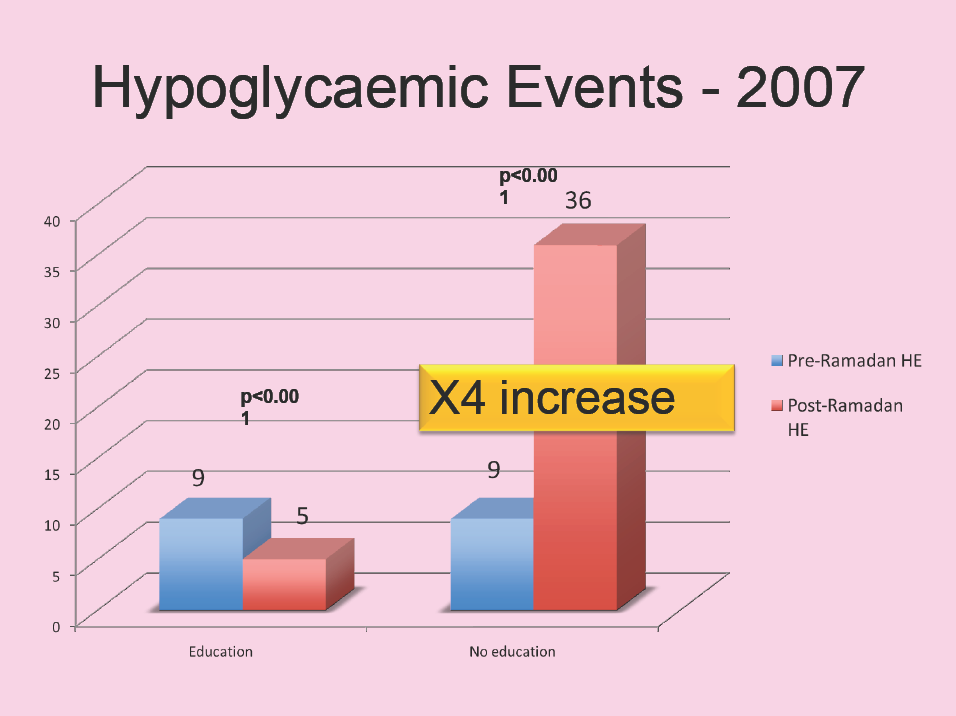 Hypoglycaemic Events - 2007
p<0.00
1
36
40
35
30
25
20
15
10
5
0
p<0.00
1
X4 increase
9
5
9
Education
No education
Pre-Ramadan HE
Post-Ramadan
HE